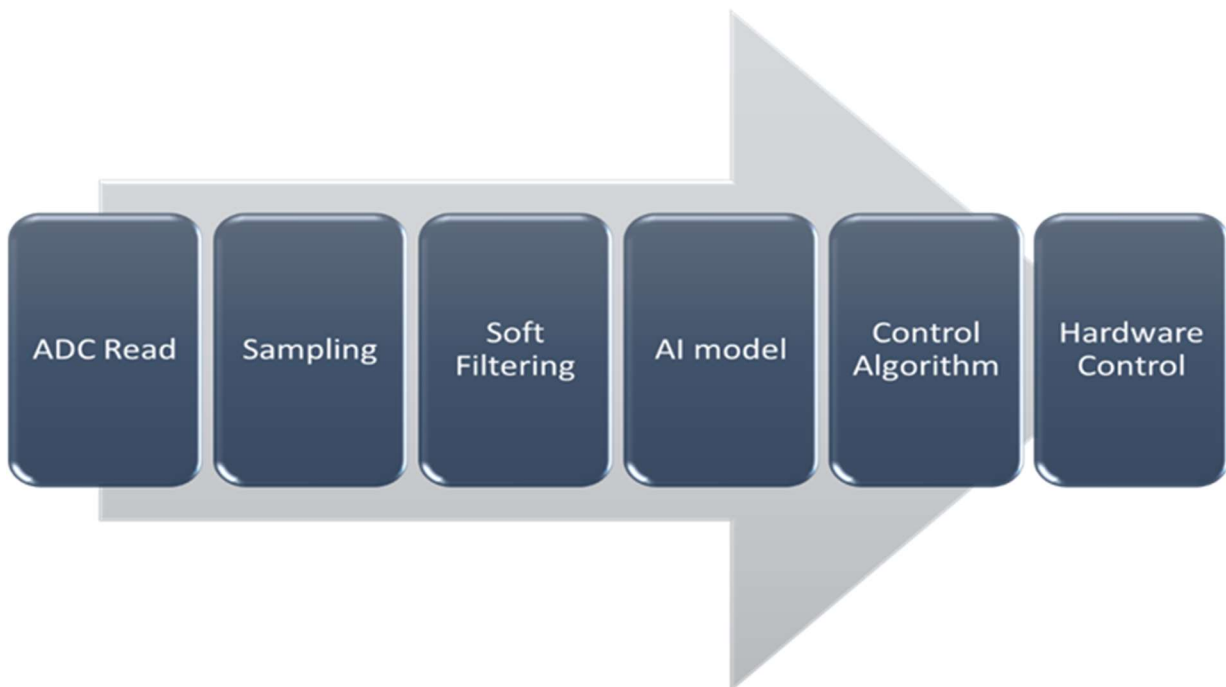 ADC Read
Sampling
Soft
Filtering
AI model
Control
Algorithm
Hardware
Control